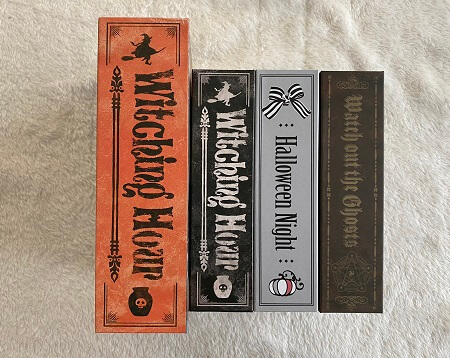 Witching Hour
Witching Hour
Halloween Night
Watch out the Ghosts